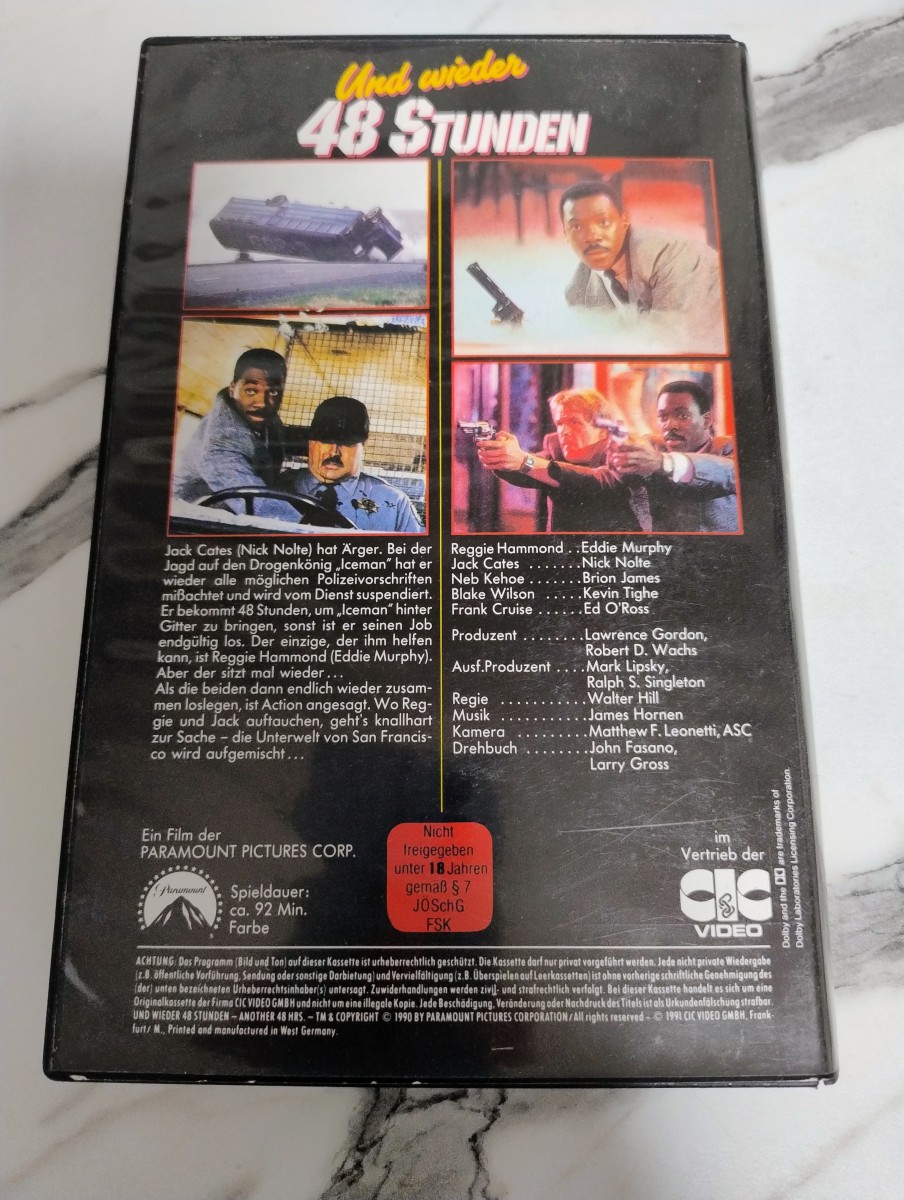 Und wieder
48 STUNDEN
Jack Cates (Nick Nolte) hat Ärger. Bei der
Jagd auf den Drogenkönig „Iceman" hat er
wieder alle möglichen Polizeivorschriften
mißachtet und wird vom Dienst suspendiert.
Er bekommt 48 Stunden, um „Iceman" hinter
Gitter zu bringen, sonst ist er seinen Job
endgültig los. Der einzige, der ihm helfen
kann, ist Reggie Hammond (Eddie Murphy).
Aber der sitzt mal wieder...
Als die beiden dann endlich wieder zusam-
men loslegen, ist Action angesagt. Wo Reg-
gie und Jack auftauchen, geht's knallhart
zur Sache – die Unterwelt von San Francis-
co wird aufgemischt...
Reggie Hammond . . Eddie Murphy
Jack Cates . . . . . . . Nick Nolte
Neb Kehoe . . . . . . . Brion James
Blake Wilson . . . . . Kevin Tighe
Frank Cruise . . . . . . Ed O'Ross
Produzent . . . . . . . . Lawrence Gordon,
Robert D. Wachs
Ausf.Produzent . . . . Mark Lipsky,
Ralph S. Singleton
Regie . . . . . . . . . . . Walter Hill
Musik . . . . . . . . . . . James Hornen
Kamera . . . . . . . . . . Matthew F. Leonetti, ASC
Drehbuch . . . . . . . . John Fasano,
Larry Gross
Ein Film der
PARAMOUNT PICTURES CORP.
Paramount
Spieldauer:
ca. 92 Min.
Farbe
Nicht
freigegeben
unter 18 Jahren
gemäß § 7
JÖSchG
FSK
im
Vertrieb der
CIC
VIDEO
Dolby and the DD are trademarks of
Dolby Laboratories Licensing Corporation.
ACHTUNG: Das Programm (Bild und Ton) auf dieser Kassette ist urheberrechtlich geschützt. Die Kassette darf nur privat vorgeführt werden. Jede nicht private Wiedergabe
(z.B. öffentliche Vorführung, Sendung oder sonstige Darbietung) und Vervielfältigung (z.B. Überspielen auf Leerkassetten) ist ohne vorherige schriftliche Genehmigung des
(der) unten bezeichneten Urheberrechtsinhaber(s) untersagt. Zuwiderhandlungen werden zivil- und strafrechtlich verfolgt. Bei dieser Kassette handelt es sich um eine
Originalkassette der Firma CIC VIDEO GMBH und nicht um eine illegale Kopie. Jede Beschädigung, Veränderung oder Nachdruck des Titels ist als Urkundenfälschung strafbar.
UND WIEDER 48 STUNDEN – ANOTHER 48 HRS. – TM & COPYRIGHT © 1990 BY PARAMOUNT PICTURES CORPORATION/All rights reserved – © 1991 CIC VIDEO GMBH, Frank-
furt/ M., Printed and manufactured in West Germany.